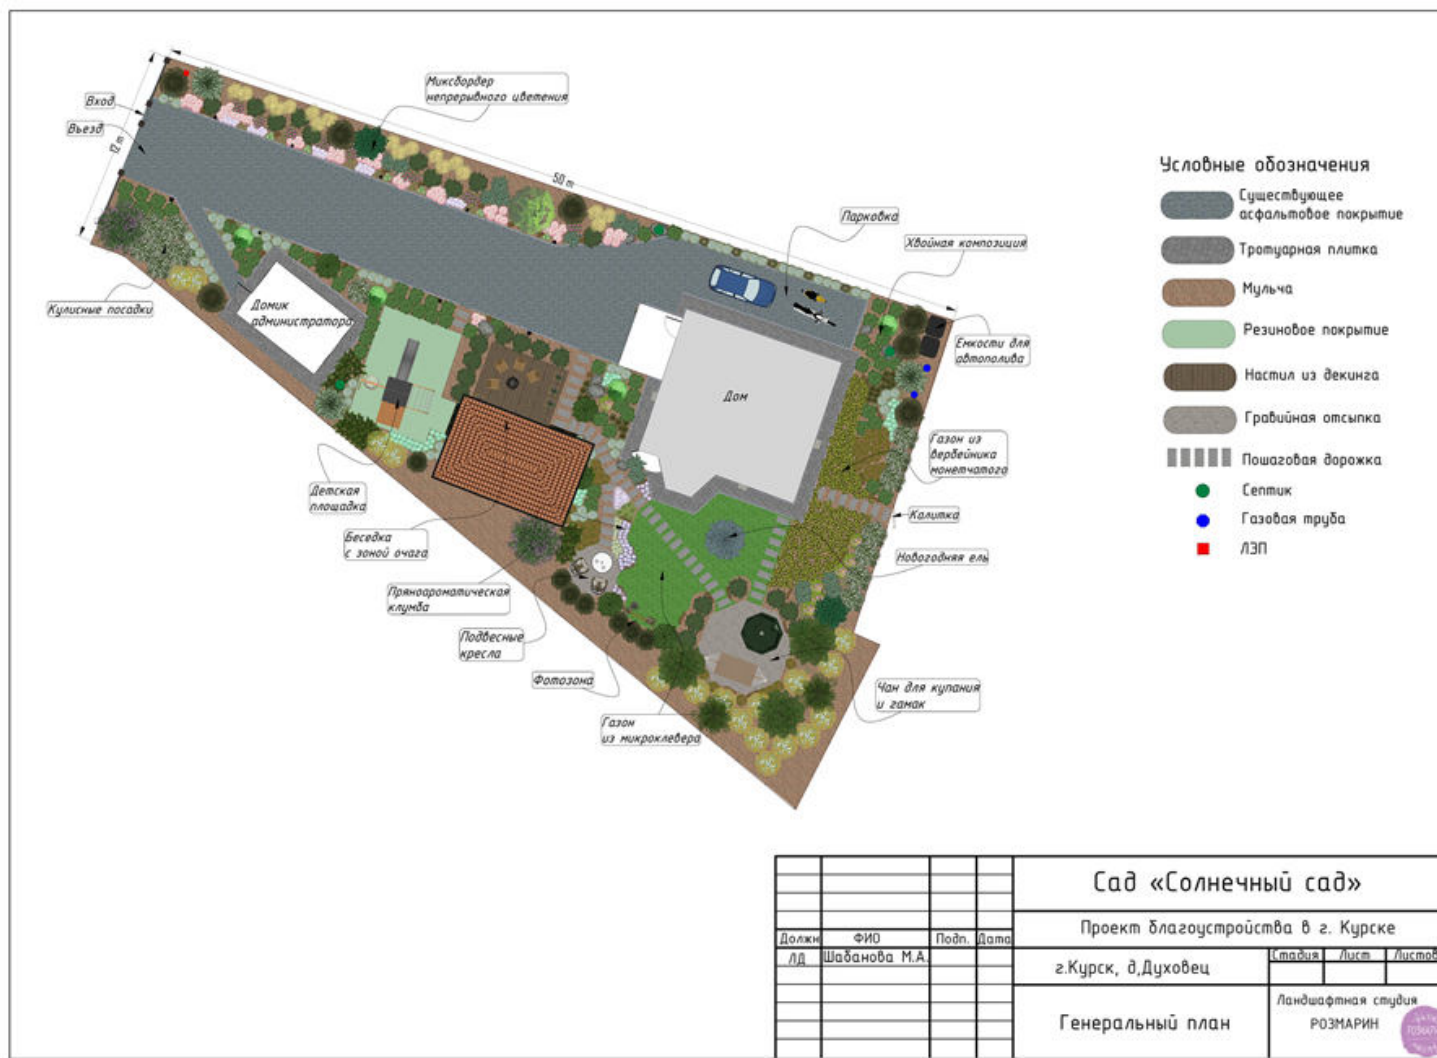 Миксбордер
непрерывного цветения
Вход
Въезд
12 m
50 m
Парковка
Хвойная композиция
Кулисные посадки
Домик
администратора
Емкости для
автополива
Дом
Газон из
вербейника
монетчатого
Детская
площадка
Калитка
Беседка
с зоной очага
Новогодняя ель
Пряноароматическая
клумба
Подвесные
кресла
Фотозона
Чан для купания
и гамак
Газон
из микроклевера
Условные обозначения
Существующее
асфальтовое покрытие
Тротуарная плитка
Мульча
Резиновое покрытие
Настил из декинга
Гравийная отсыпка
Пошаговая дорожка
Септик
Газовая труба
ЛЭП
Сад «Солнечный сад»
Проект благоустройства в г. Курске
Должн ФИО Подп. Дата
ЛД Шабанова М.А.
г.Курск, д,Духовец
Стадия Лист Листов
Генеральный план
Ландшафтная студия
РОЗМАРИН